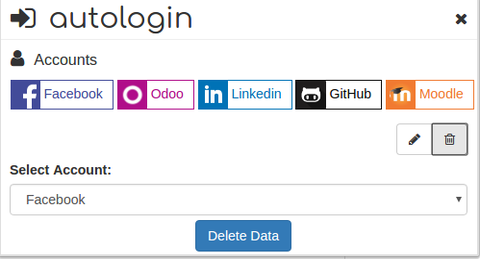 autologin
Accounts
Facebook Odoo Linkedin GitHub Moodle
Select Account:
Facebook
Delete Data